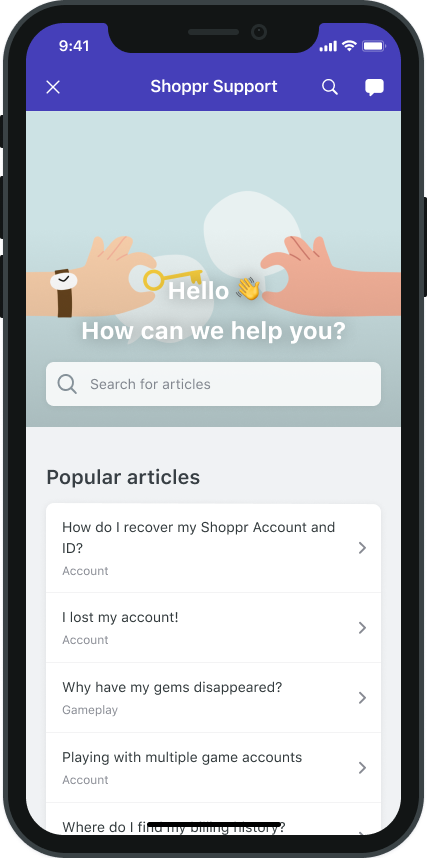 9:41
Shoppr Support
Hello 👋
How can we help you?
Search for articles
Popular articles
How do I recover my Shoppr Account and
ID?
Account
I lost my account!
Account
Why have my gems disappeared?
Gameplay
Playing with multiple game accounts
Account
Where do I find my billing history?